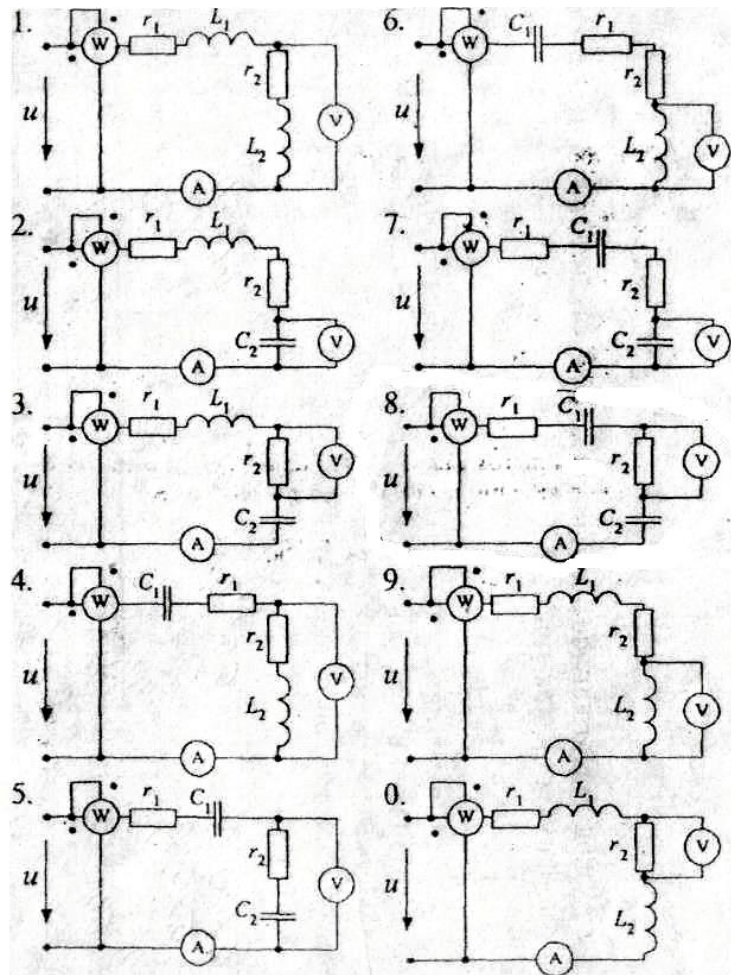 1.
W
r₁
L₁
r₂
L₂
u
V
A
2.
W
r₁
L₁
r₂
C₂
u
V
A
3.
W
r₁
L₁
r₂
C₂
u
V
A
4.
W
C₁
r₁
r₂
L₂
u
V
A
5.
W
r₁
C₁
r₂
C₂
u
V
A
6.
W
C₁
r₁
r₂
L₂
u
V
A
7.
W
r₁
C₁
r₂
C₂
u
V
A
8.
W
r₁
C₁
r₂
C₂
u
V
A
9.
W
r₁
L₁
r₂
L₂
u
V
A
0.
W
r₁
L₁
r₂
L₂
u
V
A